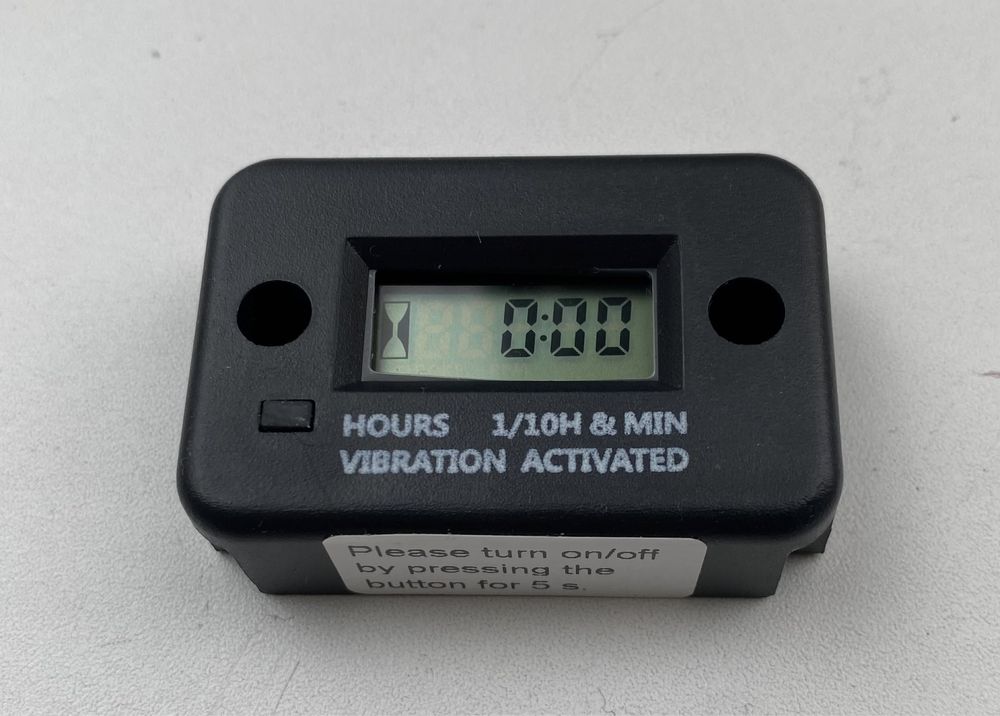 0:00
HOURS 1/10H & MIN
VIBRATION ACTIVATED
Please turn on/off
by pressing the
button for 5 s.